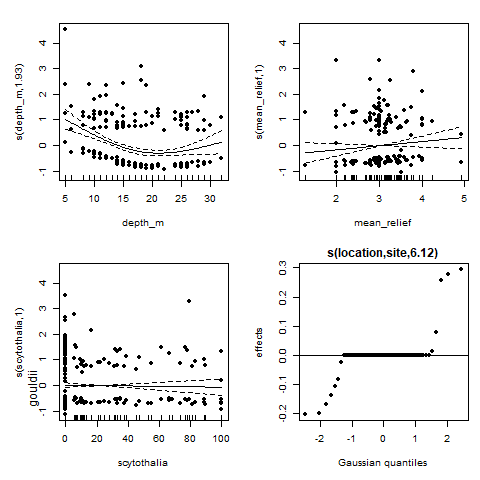 s(depth_m,1.93)
4
3
2
1
0
-1
5 10 15 20 25 30
depth_m
s(mean_relief,1)
4
3
2
1
0
-1
2 3 4 5
mean_relief
gouldii
s(scytothalia,1)
4
3
2
1
0
-1
0 20 40 60 80 100
scytothalia
s(location,site,6.12)
effects
0.3
0.2
0.1
0.0
-0.1
-0.2
-2 -1 0 1 2
Gaussian quantiles